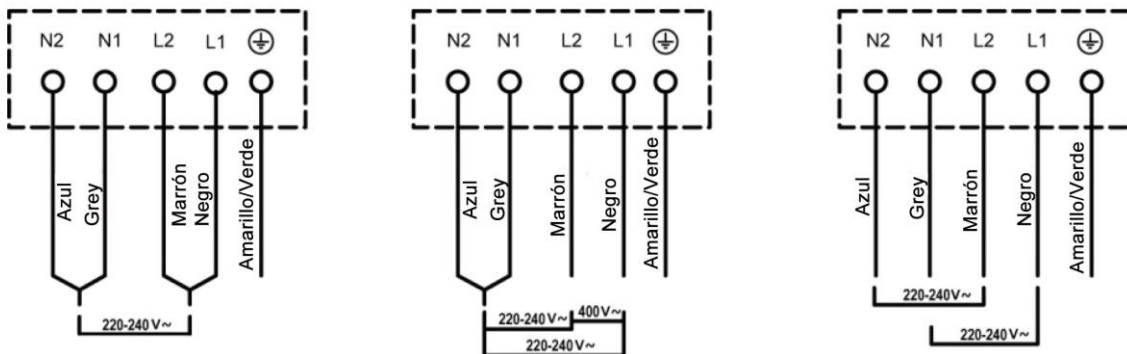 N2 N1 L2 L1
Azul
Grey
Marrón
Negro
Amarillo/Verde
220-240V~
N2 N1 L2 L1
Azul
Grey
Marrón
Negro
Amarillo/Verde
220-240V~ 400V~
220-240V~
N2 N1 L2 L1
Azul
Grey
Marrón
Negro
Amarillo/Verde
220-240V~
220-240V~